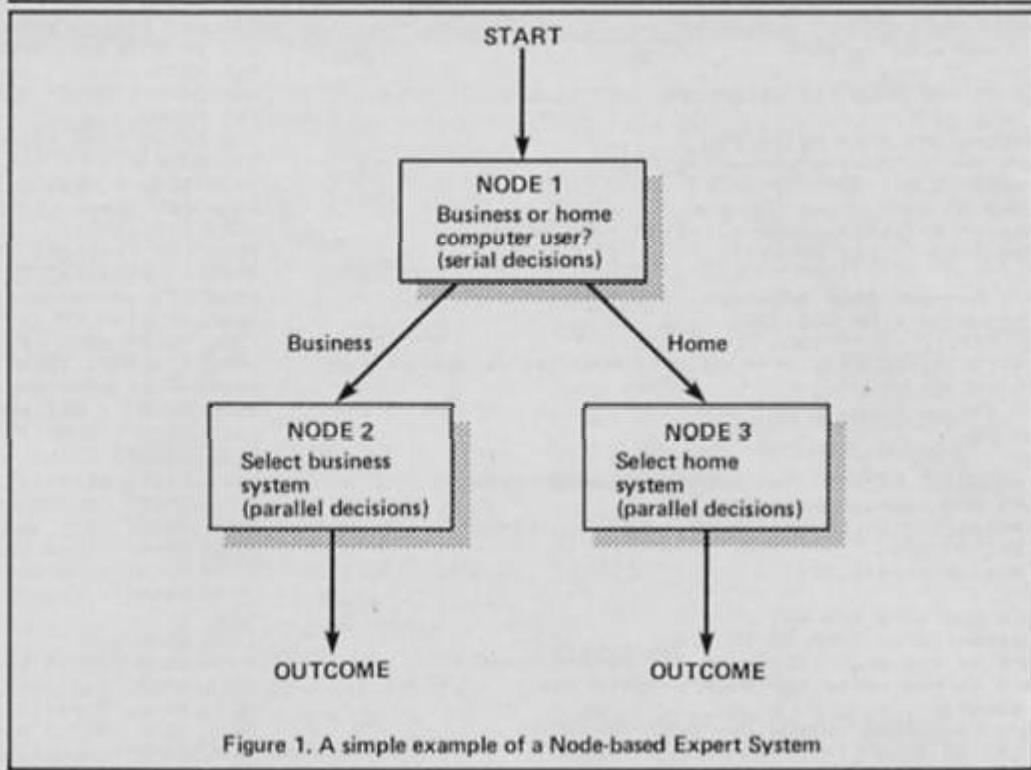 START
NODE 1
Business or home
computer user?
(serial decisions)
Business
Home
NODE 2
Select business
system
(parallel decisions)
NODE 3
Select home
system
(parallel decisions)
OUTCOME
OUTCOME
Figure 1. A simple example of a Node-based Expert System